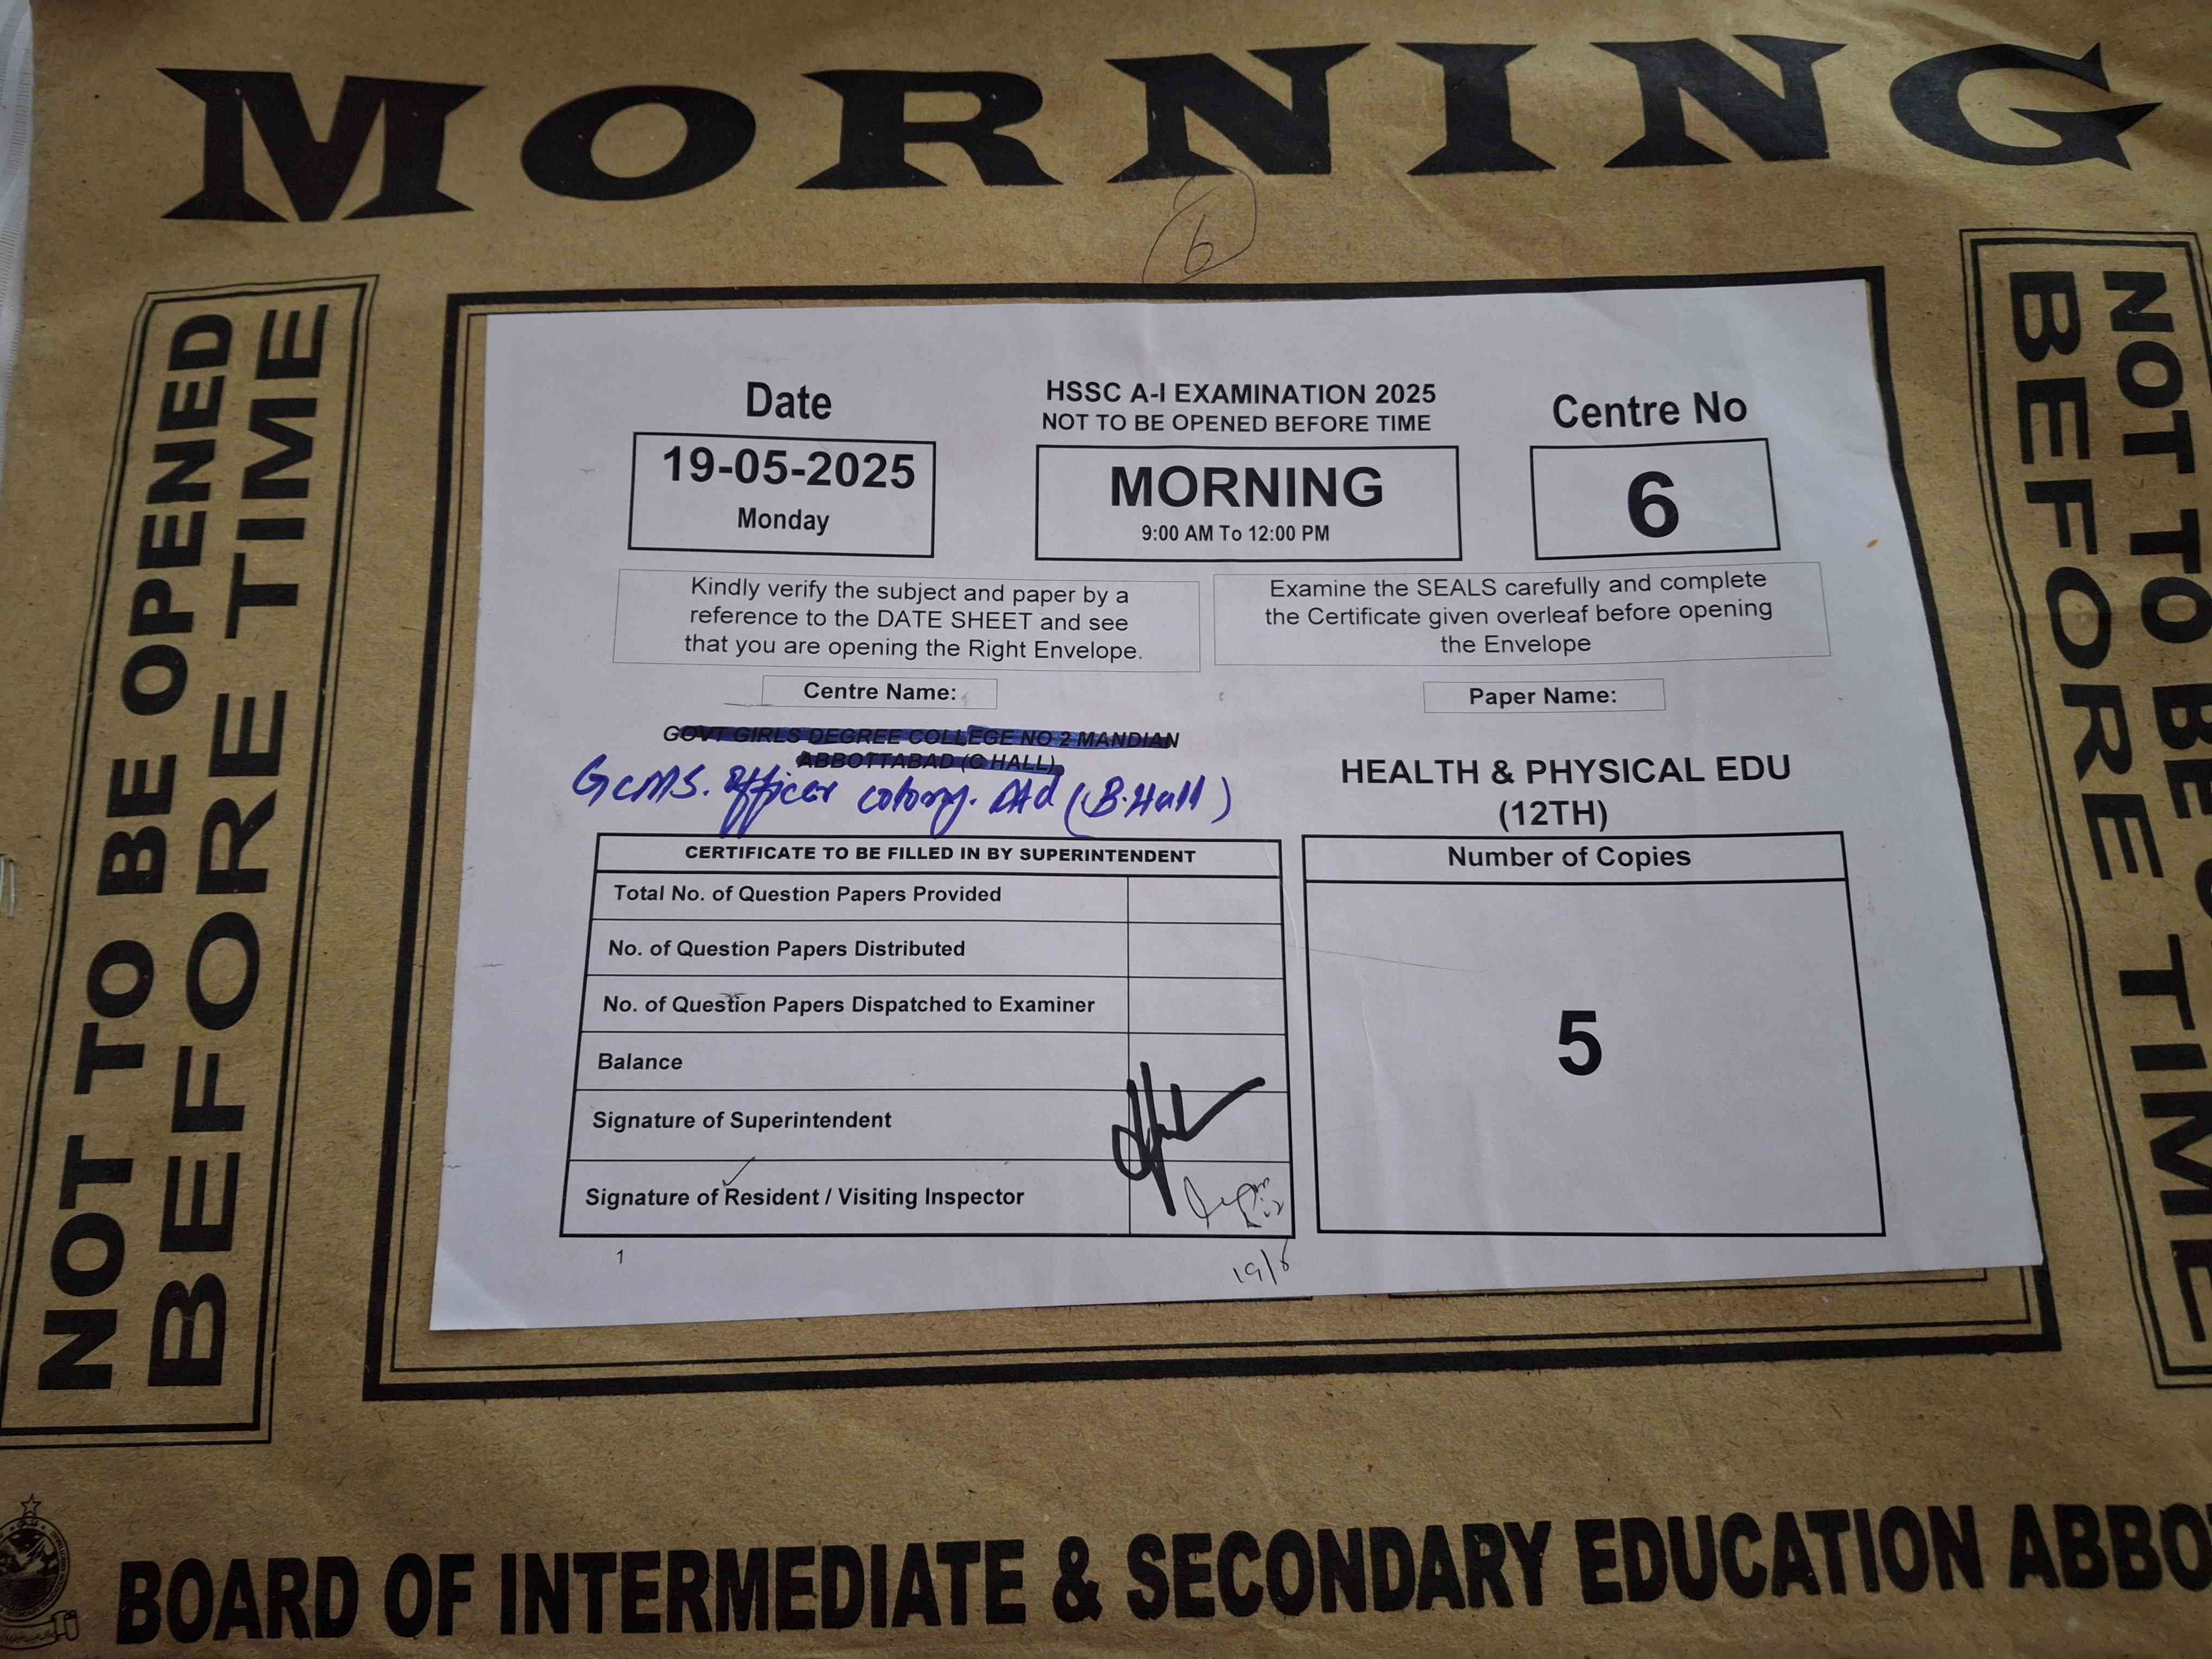 MORNING
6
NOT TO BE OPENED
BEFORE TIME
Date
19-05-2025
Monday
HSSC A-I EXAMINATION 2025
NOT TO BE OPENED BEFORE TIME
MORNING
9:00 AM To 12:00 PM
Centre No
6
Kindly verify the subject and paper by a
reference to the DATE SHEET and see
that you are opening the Right Envelope.
Examine the SEALS carefully and complete
the Certificate given overleaf before opening
the Envelope
Centre Name:
GOVT GIRLS DEGREE COLLEGE NO 2 MANDIAN
ABBOTTABAD (C HALL)
GCMS. Officer colony. Atd (B.Hall)
Paper Name:
HEALTH & PHYSICAL EDU
(12TH)
CERTIFICATE TO BE FILLED IN BY SUPERINTENDENT
Total No. of Question Papers Provided
No. of Question Papers Distributed
No. of Question Papers Dispatched to Examiner
Balance
Signature of Superintendent
Signature of Resident / Visiting Inspector
1
Number of Copies
5
NOT TO BE
BEFORE TIME
BOARD OF INTERMEDIATE & SECONDARY EDUCATION ABBO